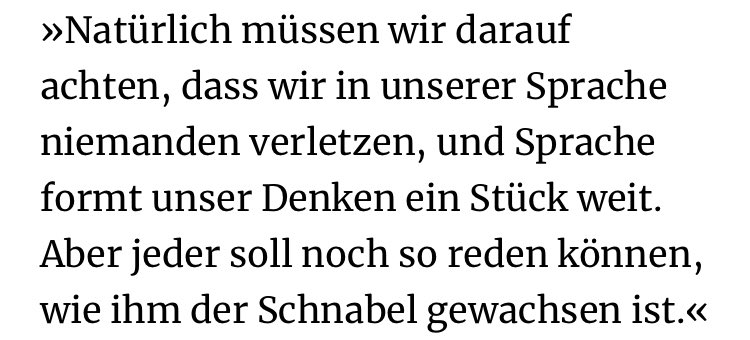 »Natürlich müssen wir darauf
achten, dass wir in unserer Sprache
niemanden verletzen, und Sprache
formt unser Denken ein Stück weit.
Aber jeder soll noch so reden können,
wie ihm der Schnabel gewachsen ist.«